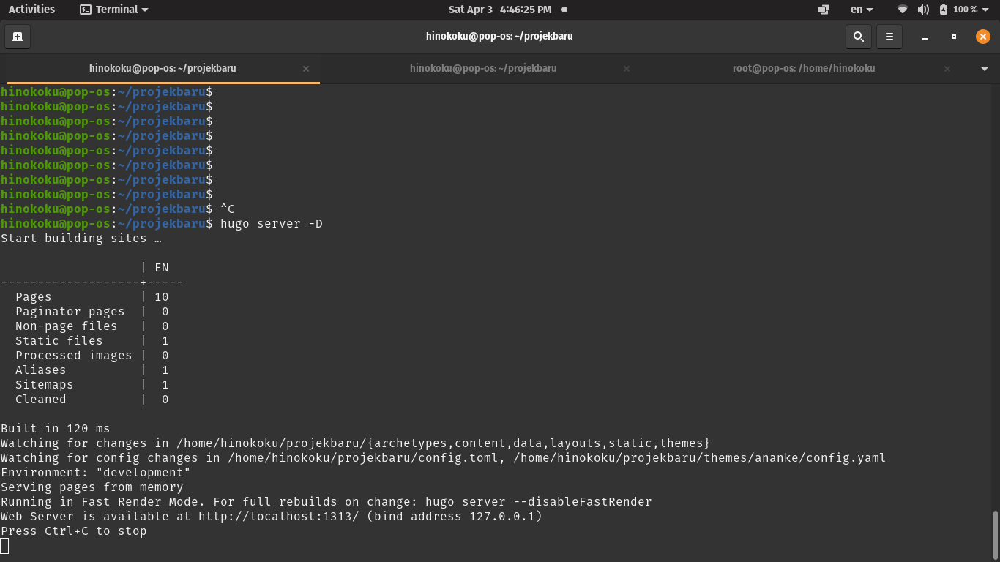 Activities Terminal Sat Apr 3 4:46:25 PM en 100 %
hinokoku@pop-os: ~/projekbaru
hinokoku@pop-os: ~/projekbaru hinokoku@pop-os: ~/projekbaru root@pop-os: /home/hinokoku
hinokoku@pop-os:~/projekbaru$
hinokoku@pop-os:~/projekbaru$
hinokoku@pop-os:~/projekbaru$
hinokoku@pop-os:~/projekbaru$
hinokoku@pop-os:~/projekbaru$
hinokoku@pop-os:~/projekbaru$
hinokoku@pop-os:~/projekbaru$
hinokoku@pop-os:~/projekbaru$
hinokoku@pop-os:~/projekbaru$ ^C
hinokoku@pop-os:~/projekbaru$ hugo server -D
Start building sites …
                   | EN
-------------------+-----
  Pages            | 10
  Paginator pages  |  0
  Non-page files   |  0
  Static files     |  1
  Processed images |  0
  Aliases          |  1
  Sitemaps         |  1
  Cleaned          |  0
Built in 120 ms
Watching for changes in /home/hinokoku/projekbaru/{archetypes,content,data,layouts,static,themes}
Watching for config changes in /home/hinokoku/projekbaru/config.toml, /home/hinokoku/projekbaru/themes/ananke/config.yaml
Environment: "development"
Serving pages from memory
Running in Fast Render Mode. For full rebuilds on change: hugo server --disableFastRender
Web Server is available at http://localhost:1313/ (bind address 127.0.0.1)
Press Ctrl+C to stop